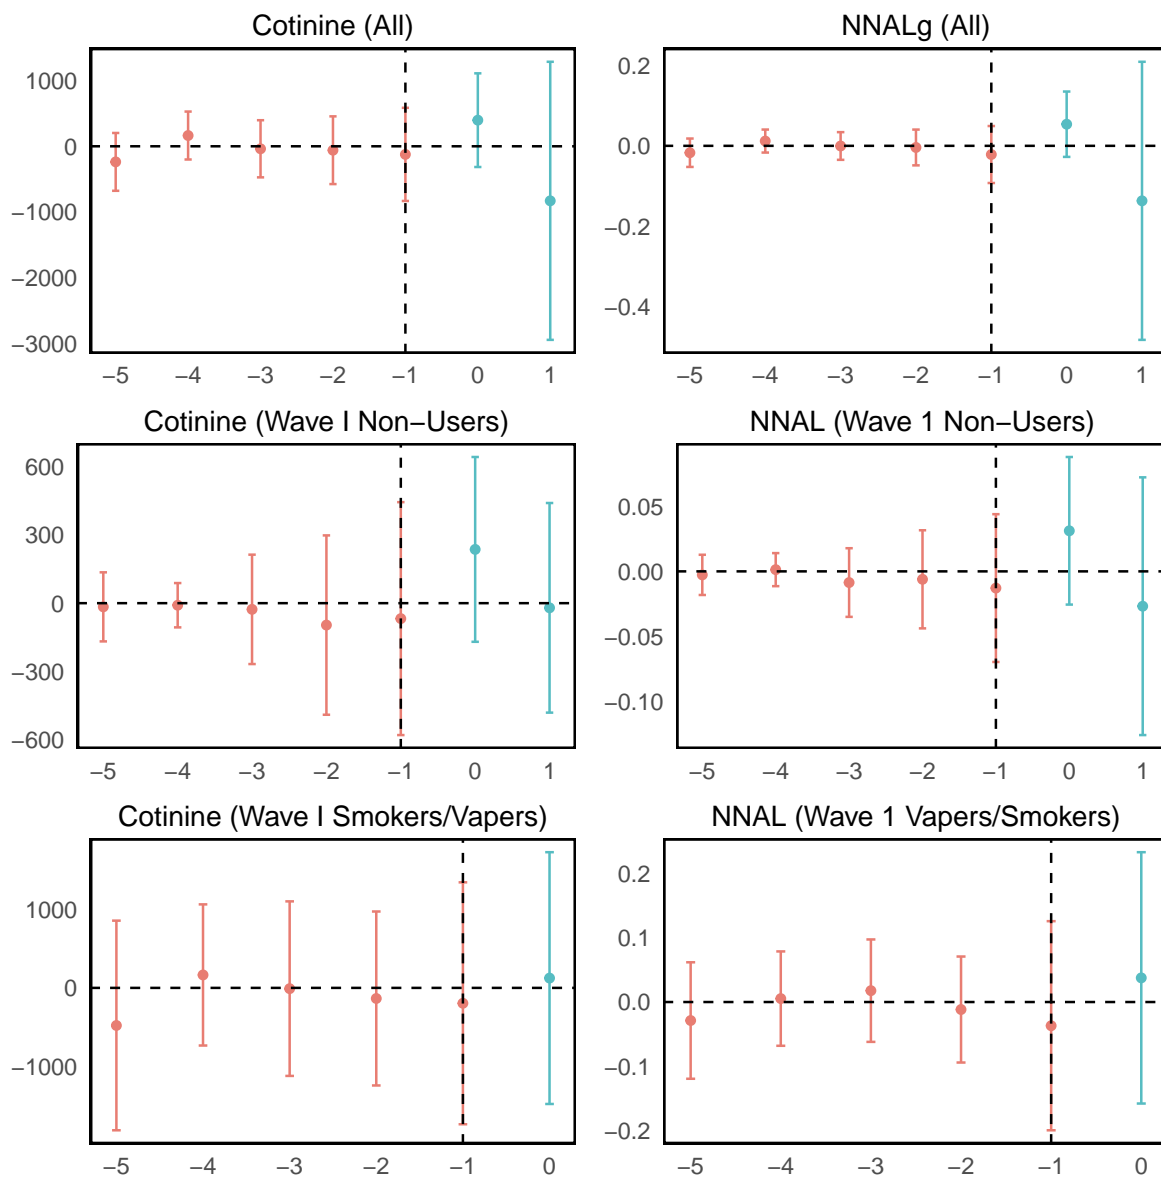 Cotinine (All)
1000
0
−1000
−2000
−3000
−5 −4 −3 −2 −1 0 1
NNALg (All)
0.2
0.0
−0.2
−0.4
−5 −4 −3 −2 −1 0 1
Cotinine (Wave I Non−Users)
600
300
0
−300
−600
−5 −4 −3 −2 −1 0 1
NNAL (Wave 1 Non−Users)
0.05
0.00
−0.05
−0.10
−5 −4 −3 −2 −1 0 1
Cotinine (Wave I Smokers/Vapers)
1000
0
−1000
−5 −4 −3 −2 −1 0
NNAL (Wave 1 Vapers/Smokers)
0.2
0.1
0.0
−0.1
−0.2
−5 −4 −3 −2 −1 0